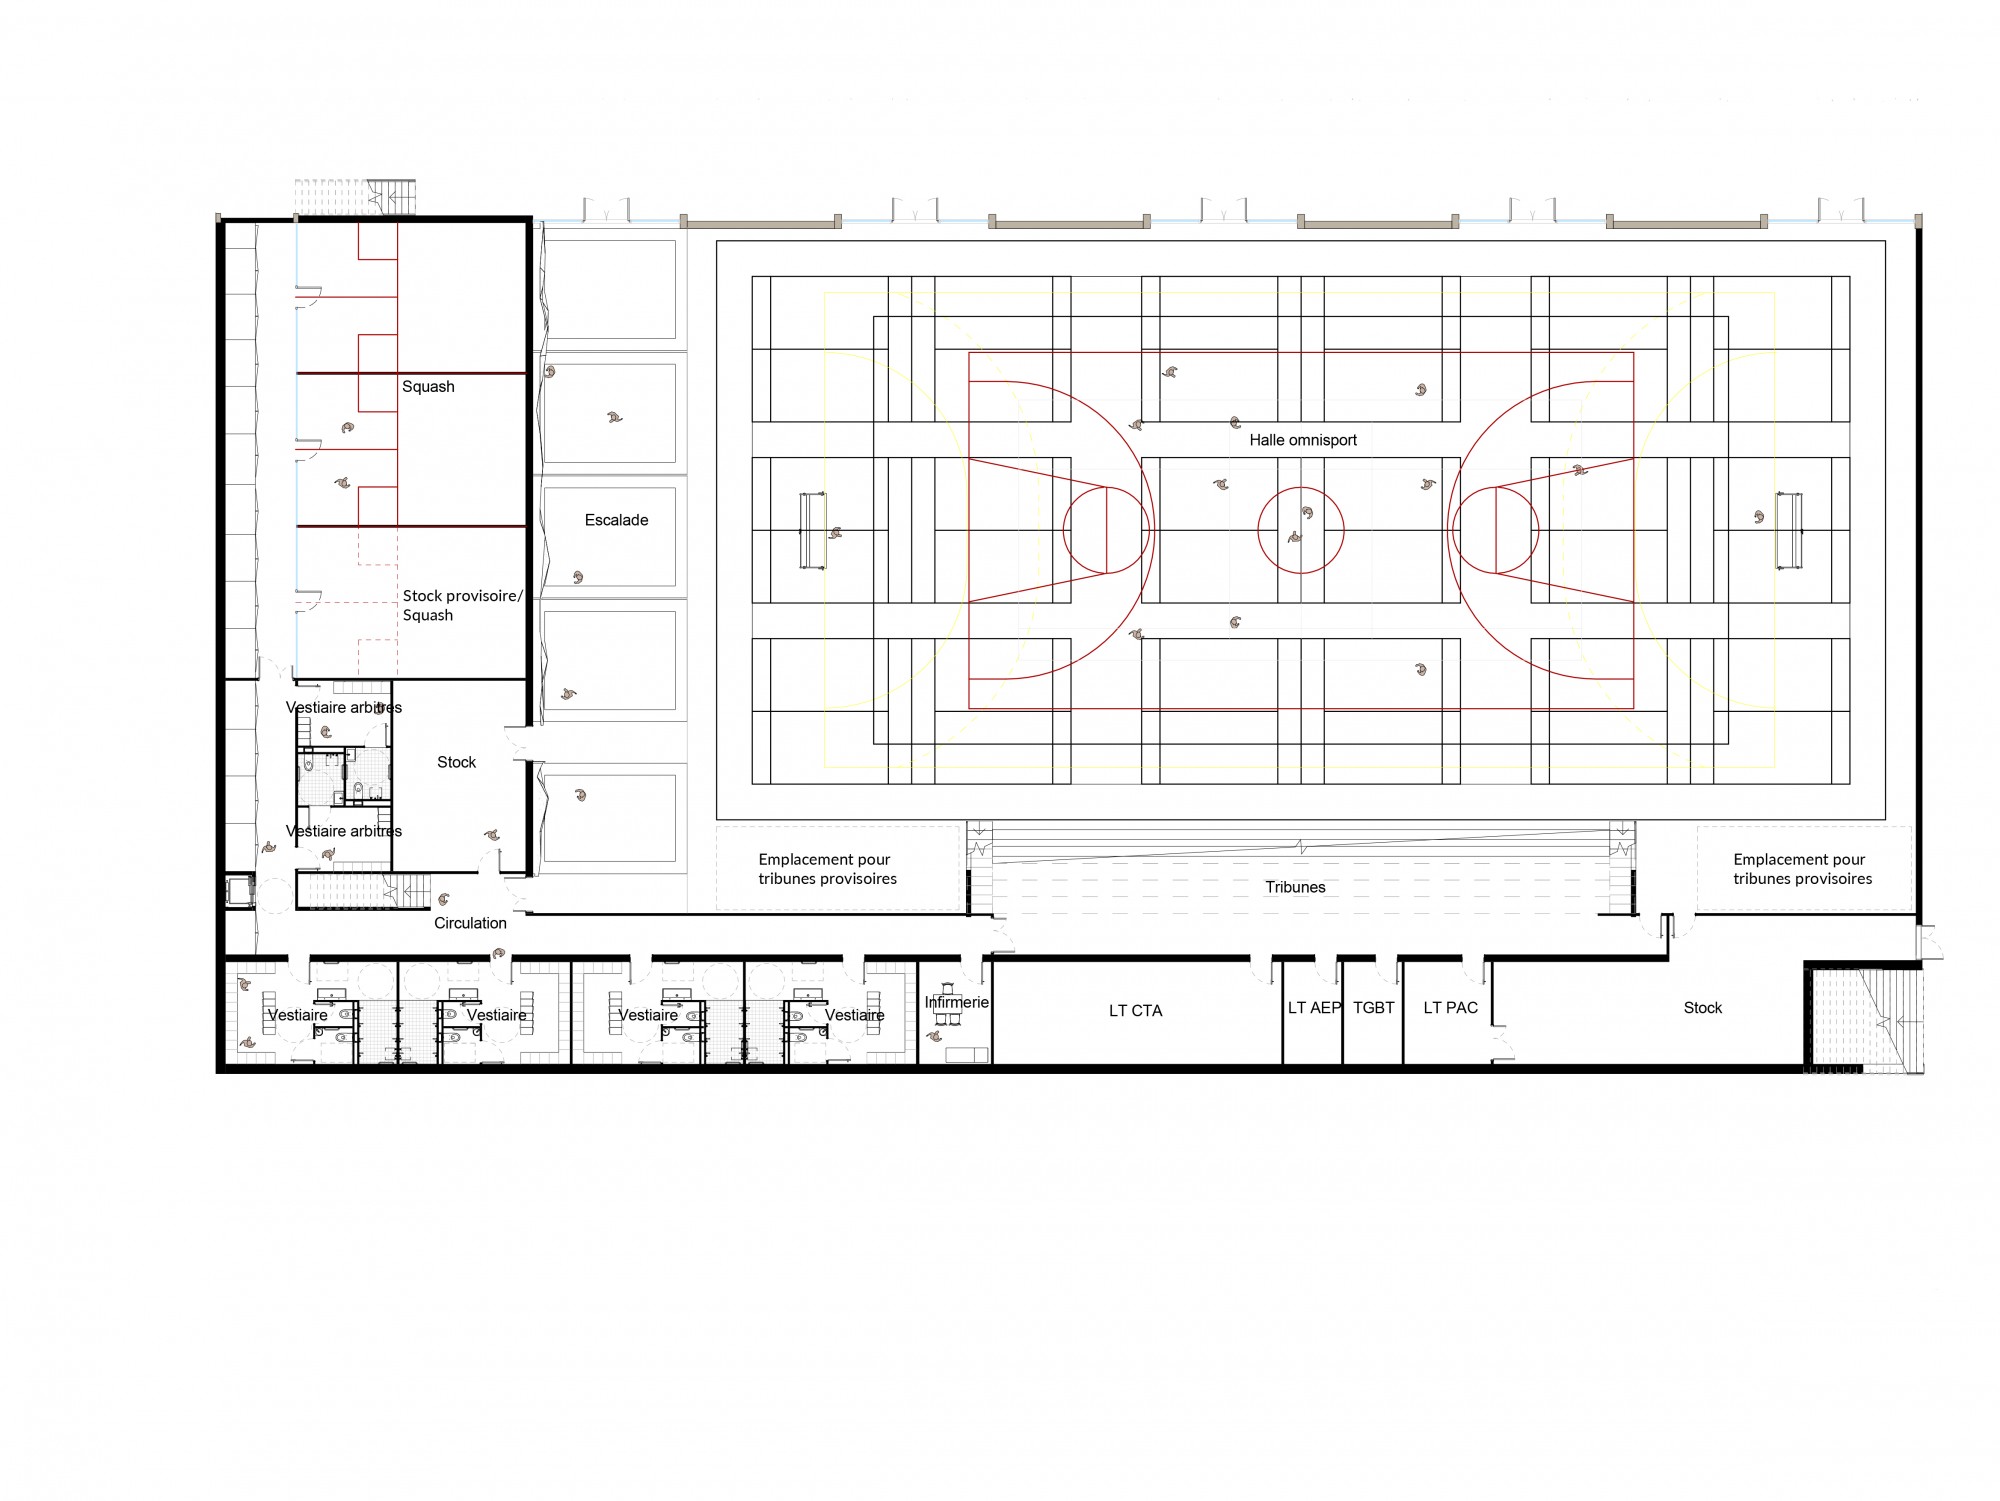 Squash
Halle omnisport
Escalade
Stock provisoire/
Squash
Vestiaire arbitres
Stock
Vestiaire arbitres
Emplacement pour
tribunes provisoires
Tribunes
Emplacement pour
tribunes provisoires
Circulation
Vestiaire
Vestiaire
Vestiaire
Vestiaire
Infirmerie
LT CTA
LT AEP
TGBT
LT PAC
Stock